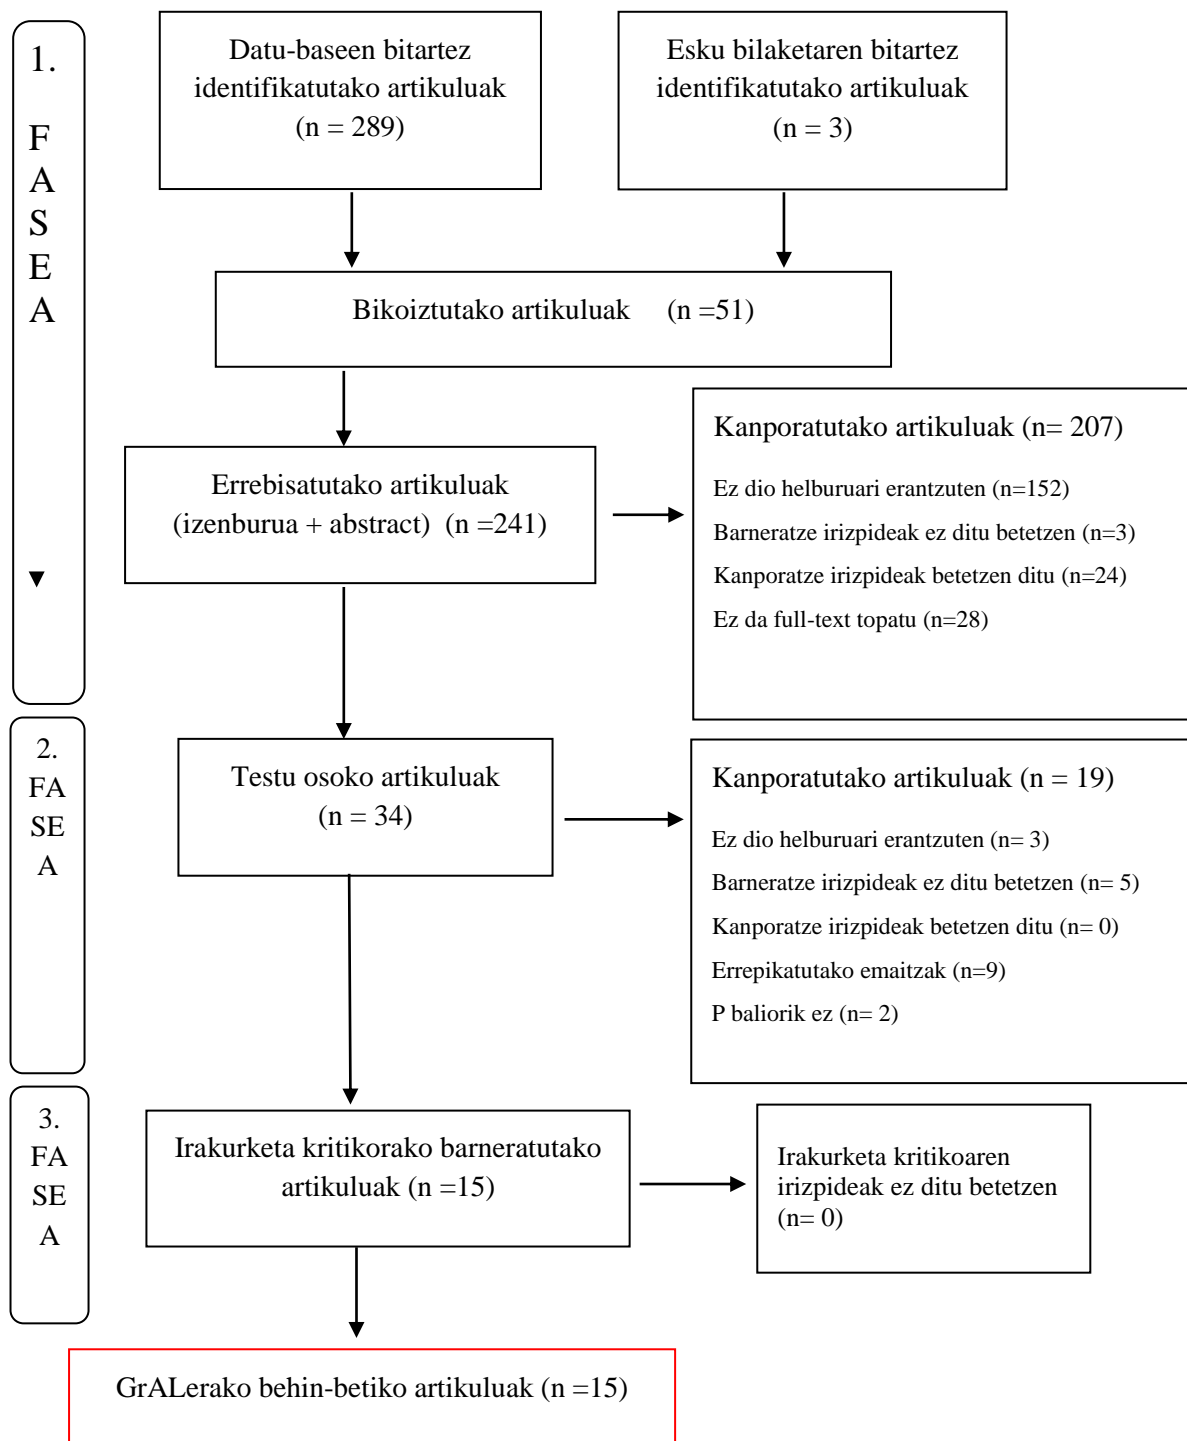 1.
F
A
S
E
A
▼
Datu-baseen bitartez
identifikatutako artikuluak
(n = 289)
Esku bilaketaren bitartez
identifikatutako artikuluak
(n = 3)
Bikoiztutako artikuluak (n =51)
Errebisatutako artikuluak
(izenburua + abstract) (n =241)
Kanporatutako artikuluak (n= 207)
Ez dio helburuari erantzuten (n=152)
Barneratze irizpideak ez ditu betetzen (n=3)
Kanporatze irizpideak betetzen ditu (n=24)
Ez da full-text topatu (n=28)
2.
FA
SE
A
Testu osoko artikuluak
(n = 34)
Kanporatutako artikuluak (n = 19)
Ez dio helburuari erantzuten (n= 3)
Barneratze irizpideak ez ditu betetzen (n= 5)
Kanporatze irizpideak betetzen ditu (n= 0)
Errepikatutako emaitzak (n=9)
P baliorik ez (n= 2)
3.
FA
SE
A
Irakurketa kritikorako barneratutako
artikuluak (n =15)
Irakurketa kritikoaren
irizpideak ez ditu betetzen
(n= 0)
GrALerako behin-betiko artikuluak (n =15)